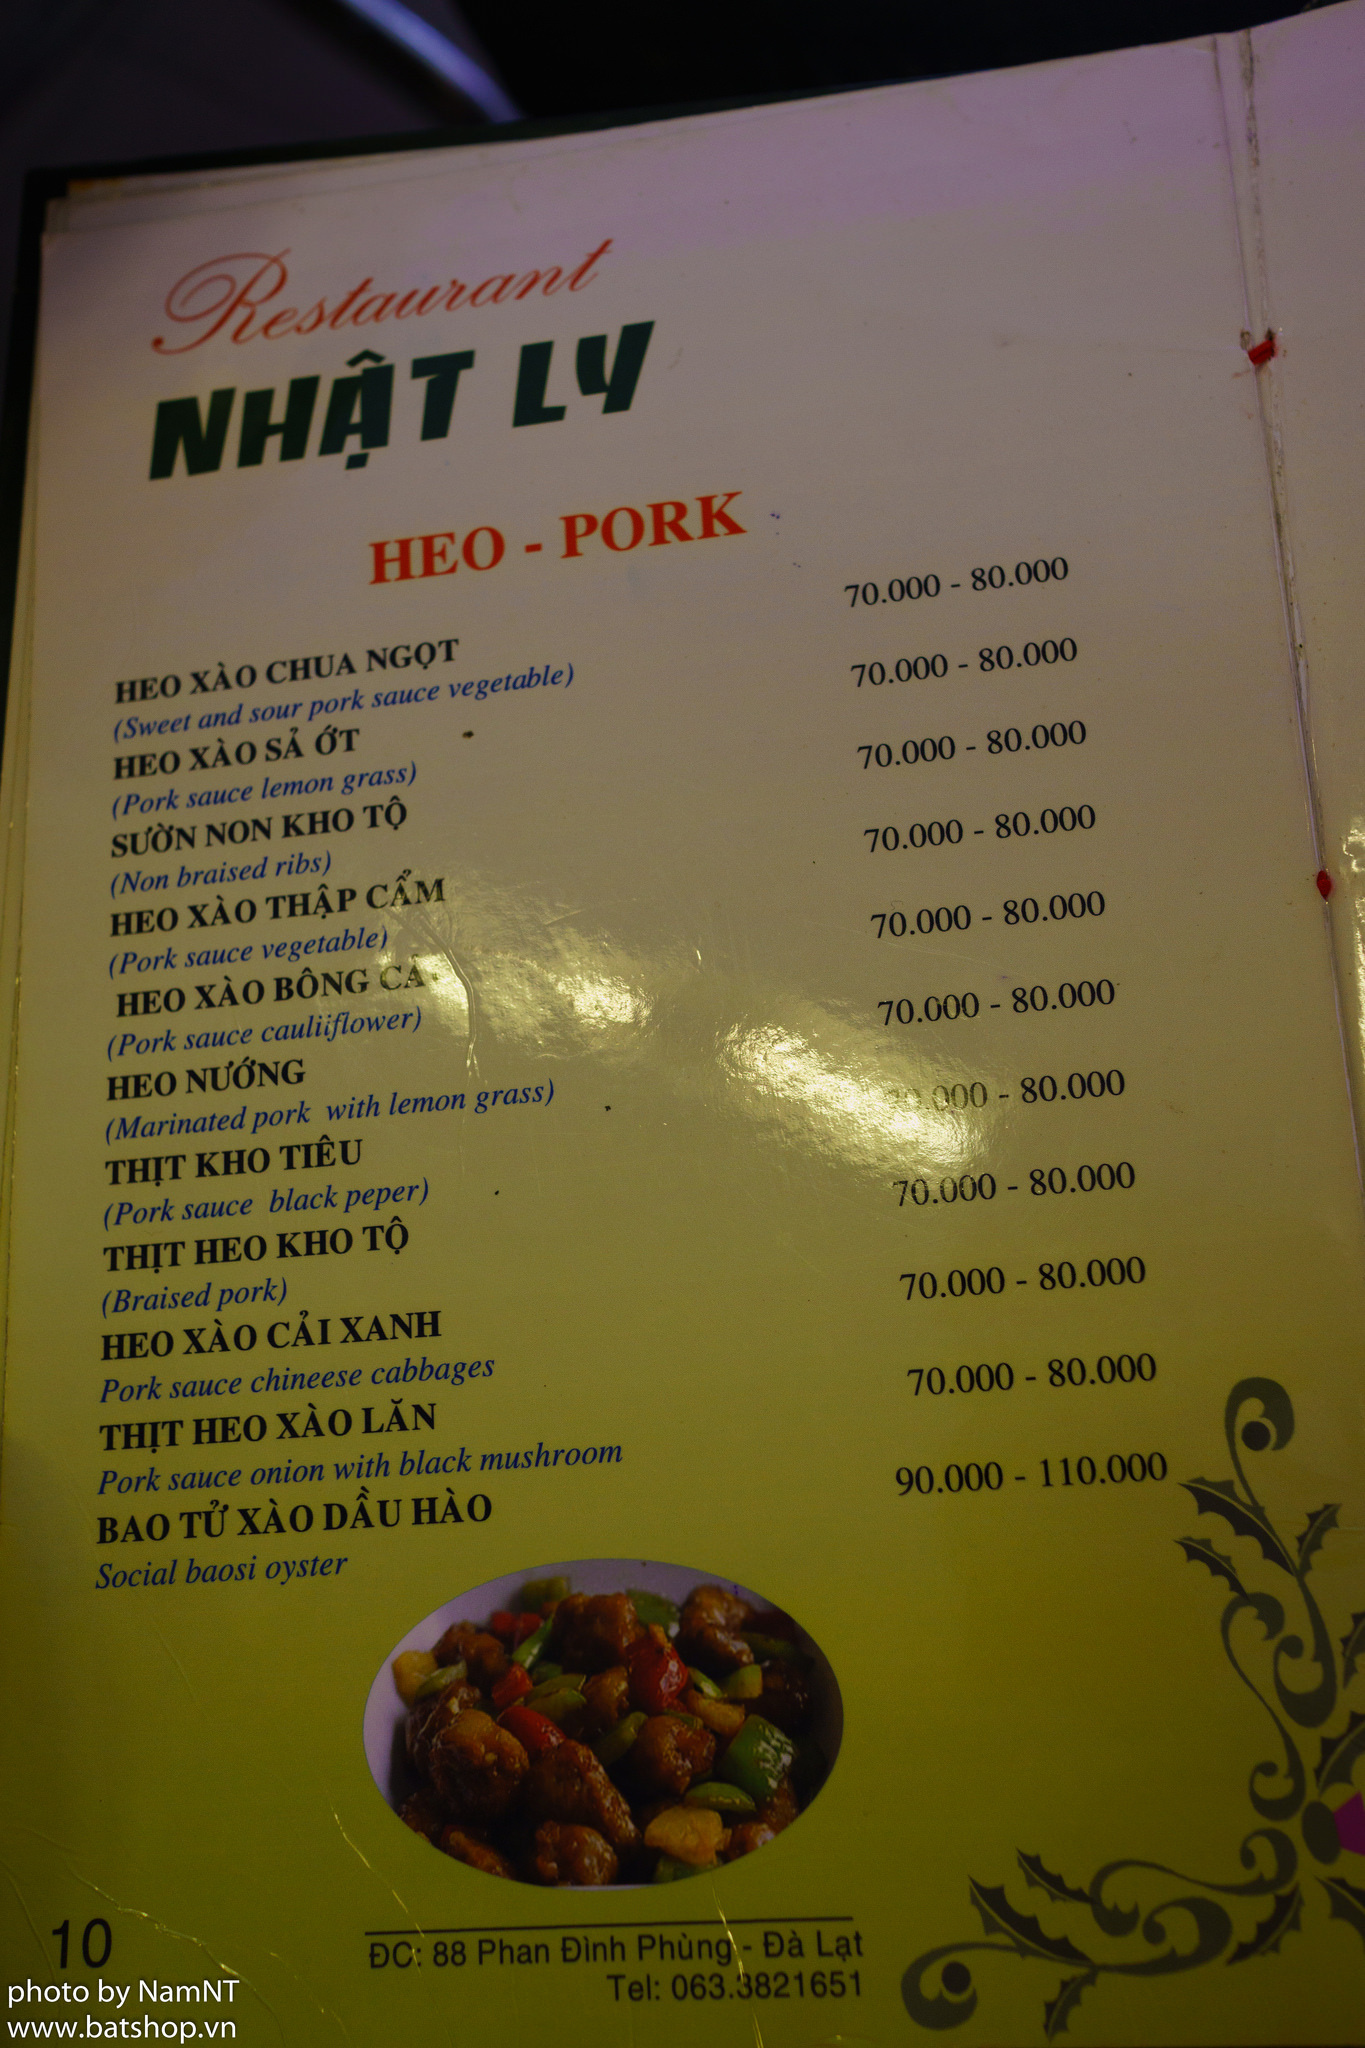 Restaurant
NHẬT LY
HEO - PORK
HEO XÀO CHUA NGỌT 70.000 - 80.000
(Sweet and sour pork sauce vegetable)
HEO XÀO SẢ ỚT 70.000 - 80.000
(Pork sauce lemon grass)
SƯỜN NON KHO TỘ 70.000 - 80.000
(Non braised ribs)
HEO XÀO THẬP CẨM 70.000 - 80.000
(Pork sauce vegetable)
HEO XÀO BÔNG CẢI 70.000 - 80.000
(Pork sauce cauliiflower)
HEO NƯỚNG 70.000 - 80.000
(Marinated pork with lemon grass)
THỊT KHO TIÊU 70.000 - 80.000
(Pork sauce black peper)
THỊT HEO KHO TỘ 70.000 - 80.000
(Braised pork)
HEO XÀO CẢI XANH 70.000 - 80.000
Pork sauce chineese cabbages
THỊT HEO XÀO LĂN 70.000 - 80.000
Pork sauce onion with black mushroom
BAO TỬ XÀO DẦU HÀO 90.000 - 110.000
Social baosi oyster
10
ĐC: 88 Phan Đình Phùng - Đà Lạt
Tel: 063.3821651
photo by NamNT
www.batshop.vn